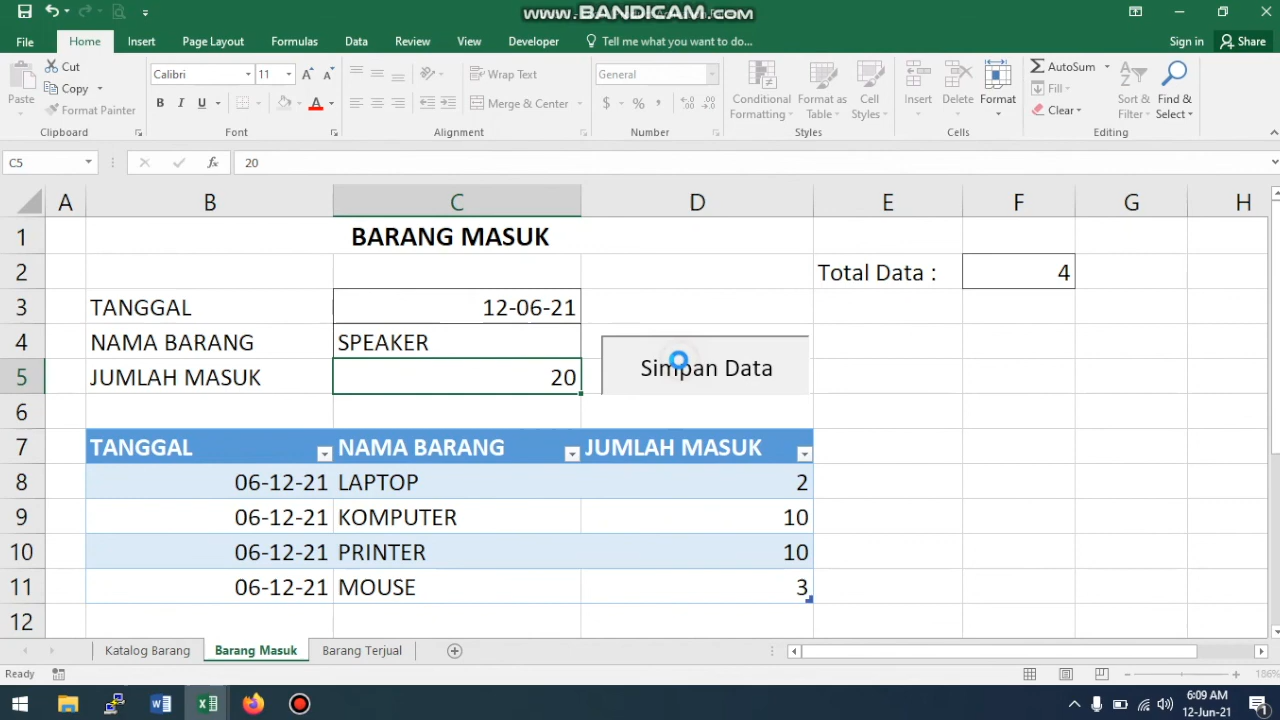 www.BANDICAM.com
File Home Insert Page Layout Formulas Data Review View Developer Tell me what you want to do... Sign in Share
Paste
Cut
Copy
Format Painter
Clipboard
Calibri 11
B I U
Font
Wrap Text
Merge & Center
Alignment
General
$ % ,
Number
Conditional Formatting
Format as Table
Cell Styles
Styles
Insert Delete Format
Cells
AutoSum
Fill
Clear
Sort & Filter
Find & Select
Editing
C5 fx 20
A B C D E F G H
1 BARANG MASUK
2 Total Data : 4
3 TANGGAL 12-06-21
4 NAMA BARANG SPEAKER
5 JUMLAH MASUK 20 Simpan Data
6
7 TANGGAL NAMA BARANG JUMLAH MASUK
8 06-12-21 LAPTOP 2
9 06-12-21 KOMPUTER 10
10 06-12-21 PRINTER 10
11 06-12-21 MOUSE 3
12
Katalog Barang Barang Masuk Barang Terjual
Ready 186%
6:09 AM
12-Jun-21
1